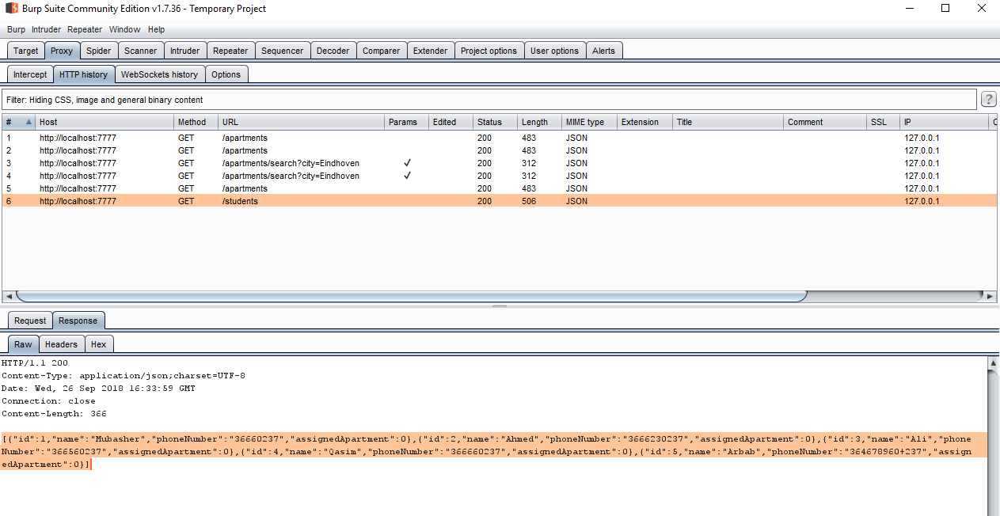 Burp Suite Community Edition v1.7.36 - Temporary Project
Burp Intruder Repeater Window Help
Target Proxy Spider Scanner Intruder Repeater Sequencer Decoder Comparer Extender Project options User options Alerts
Intercept HTTP history WebSockets history Options
Filter: Hiding CSS, image and general binary content ?
# Host Method URL Params Edited Status Length MIME type Extension Title Comment SSL IP C
1 http://localhost:7777 GET /apartments 200 483 JSON 127.0.0.1
2 http://localhost:7777 GET /apartments 200 483 JSON 127.0.0.1
3 http://localhost:7777 GET /apartments/search?city=Eindhoven ✓ 200 312 JSON 127.0.0.1
4 http://localhost:7777 GET /apartments/search?city=Eindhoven ✓ 200 312 JSON 127.0.0.1
5 http://localhost:7777 GET /apartments 200 483 JSON 127.0.0.1
6 http://localhost:7777 GET /students 200 506 JSON 127.0.0.1
Request Response
Raw Headers Hex
HTTP/1.1 200
Content-Type: application/json;charset=UTF-8
Date: Wed, 26 Sep 2018 16:33:59 GMT
Connection: close
Content-Length: 366
[{"id":1,"name":"Mubasher","phoneNumber":"36660237","assignedApartment":0},{"id":2,"name":"Ahmed","phoneNumber":"3666230237","assignedApartment":0},{"id":3,"name":"Ali","phone
Number":"366560237","assignedApartment":0},{"id":4,"name":"Qasim","phoneNumber":"366660237","assignedApartment":0},{"id":5,"name":"Arbab","phoneNumber":"364678960+237","assign
edApartment":0}]